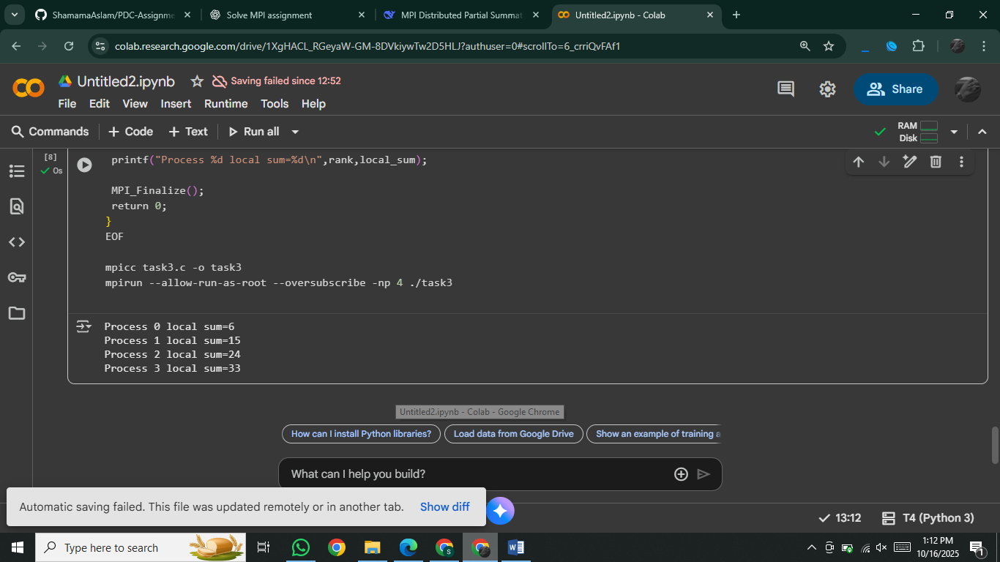 ShamamaAslam/PDC-Assignme
Solve MPI assignment
MPI Distributed Partial Summat
Untitled2.ipynb - Colab
colab.research.google.com/drive/1XgHACL_RGeyaW-GM-8DVkiywTw2D5HLJ?authuser=0#scrollTo=6_crriQvFAf1
Untitled2.ipynb
Saving failed since 12:52
File Edit View Insert Runtime Tools Help
Share
Commands + Code + Text Run all
RAM
Disk
[8]
0s
printf("Process %d local sum=%d\n",rank,local_sum);
MPI_Finalize();
return 0;
}
EOF
mpicc task3.c -o task3
mpirun --allow-run-as-root --oversubscribe -np 4 ./task3
Process 0 local sum=6
Process 1 local sum=15
Process 2 local sum=24
Process 3 local sum=33
Untitled2.ipynb - Colab - Google Chrome
How can I install Python libraries?
Load data from Google Drive
Show an example of training a
What can I help you build?
Automatic saving failed. This file was updated remotely or in another tab. Show diff
13:12
T4 (Python 3)
Type here to search
1:12 PM
10/16/2025
1